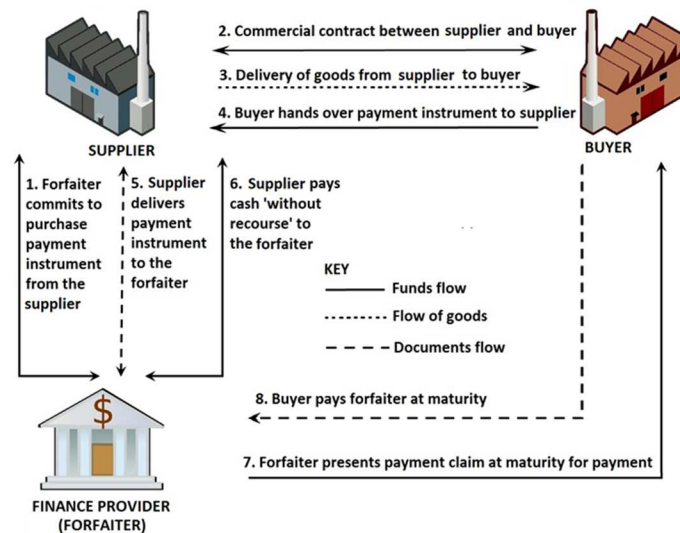 2. Commercial contract between supplier and buyer
3. Delivery of goods from supplier to buyer
4. Buyer hands over payment instrument to supplier
SUPPLIER
BUYER
1. Forfaiter
commits to
purchase
payment
instrument
from the
supplier
5. Supplier
delivers
payment
instrument
to the
forfaiter
6. Supplier pays
cash 'without
recourse' to
the forfaiter
KEY
Funds flow
Flow of goods
Documents flow
8. Buyer pays forfaiter at maturity
7. Forfaiter presents payment claim at maturity for payment
$
FINANCE PROVIDER
(FORFAITER)